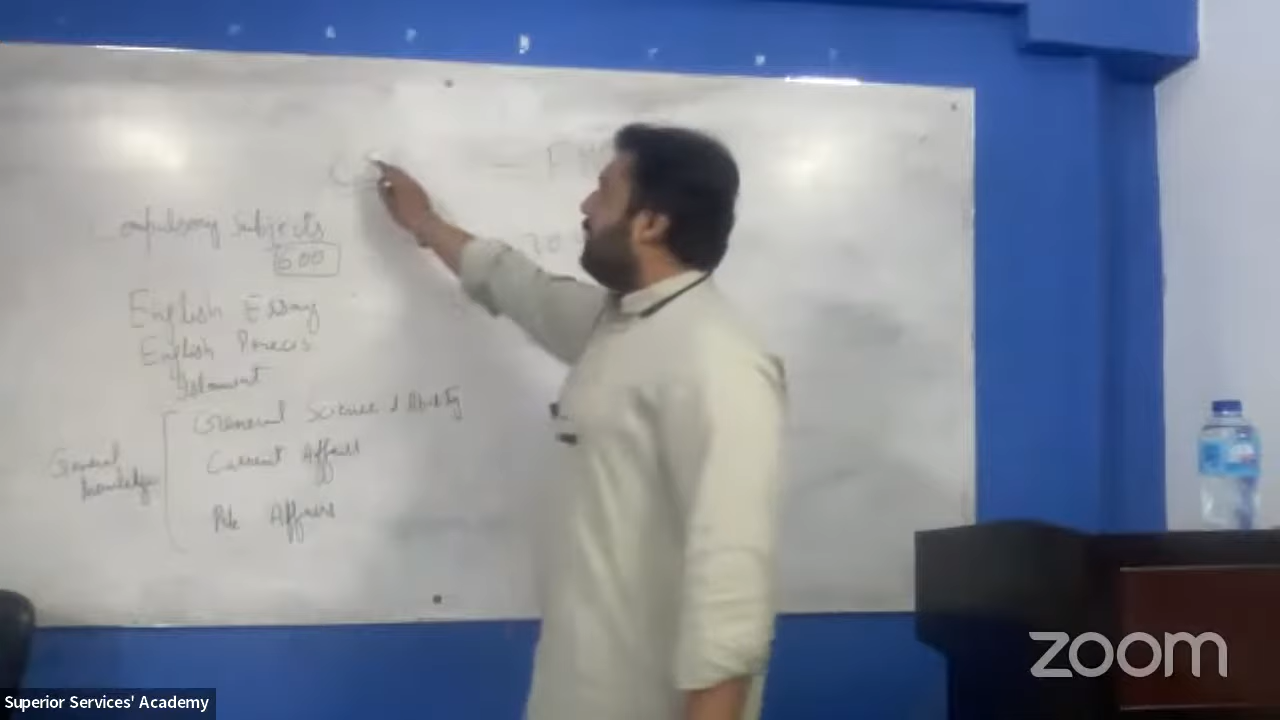 Compulsory Subjects
600
English Essay
English Precis
Islamiat
General Science & Ability
General Knowledge
Current Affairs
Pak Affairs
zoom
Superior Services' Academy